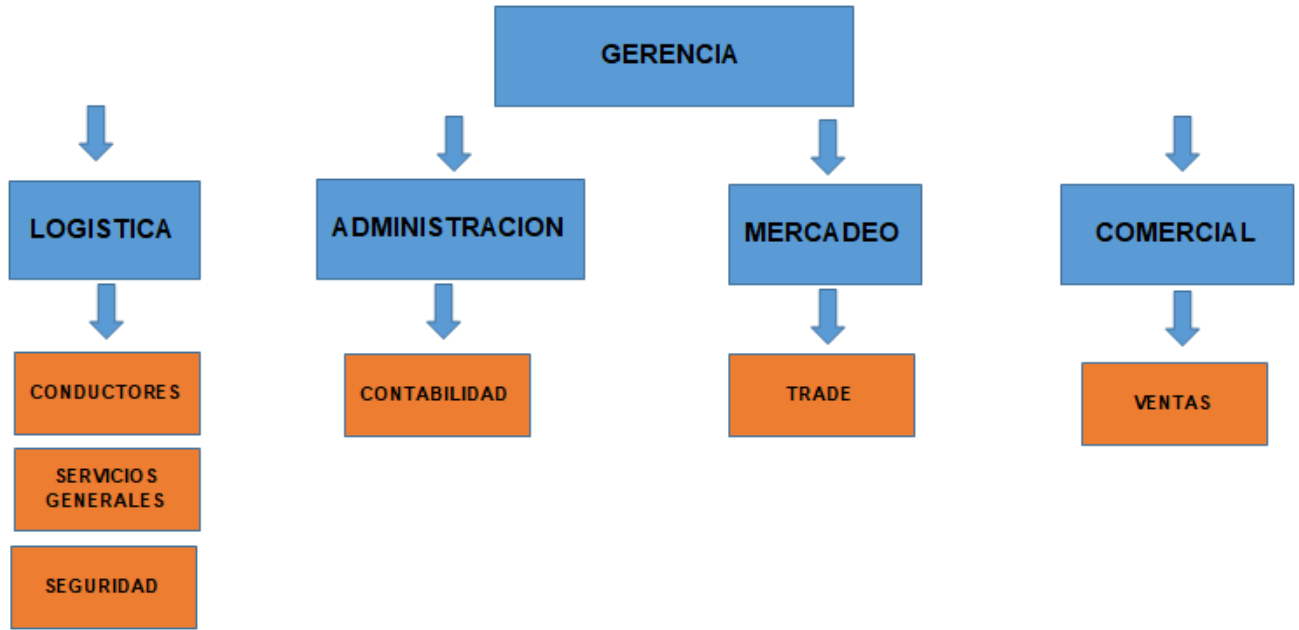 GERENCIA
LOGISTICA
ADMINISTRACION
MERCADEO
COMERCIAL
CONDUCTORES
CONTABILIDAD
TRADE
VENTAS
SERVICIOS
GENERALES
SEGURIDAD